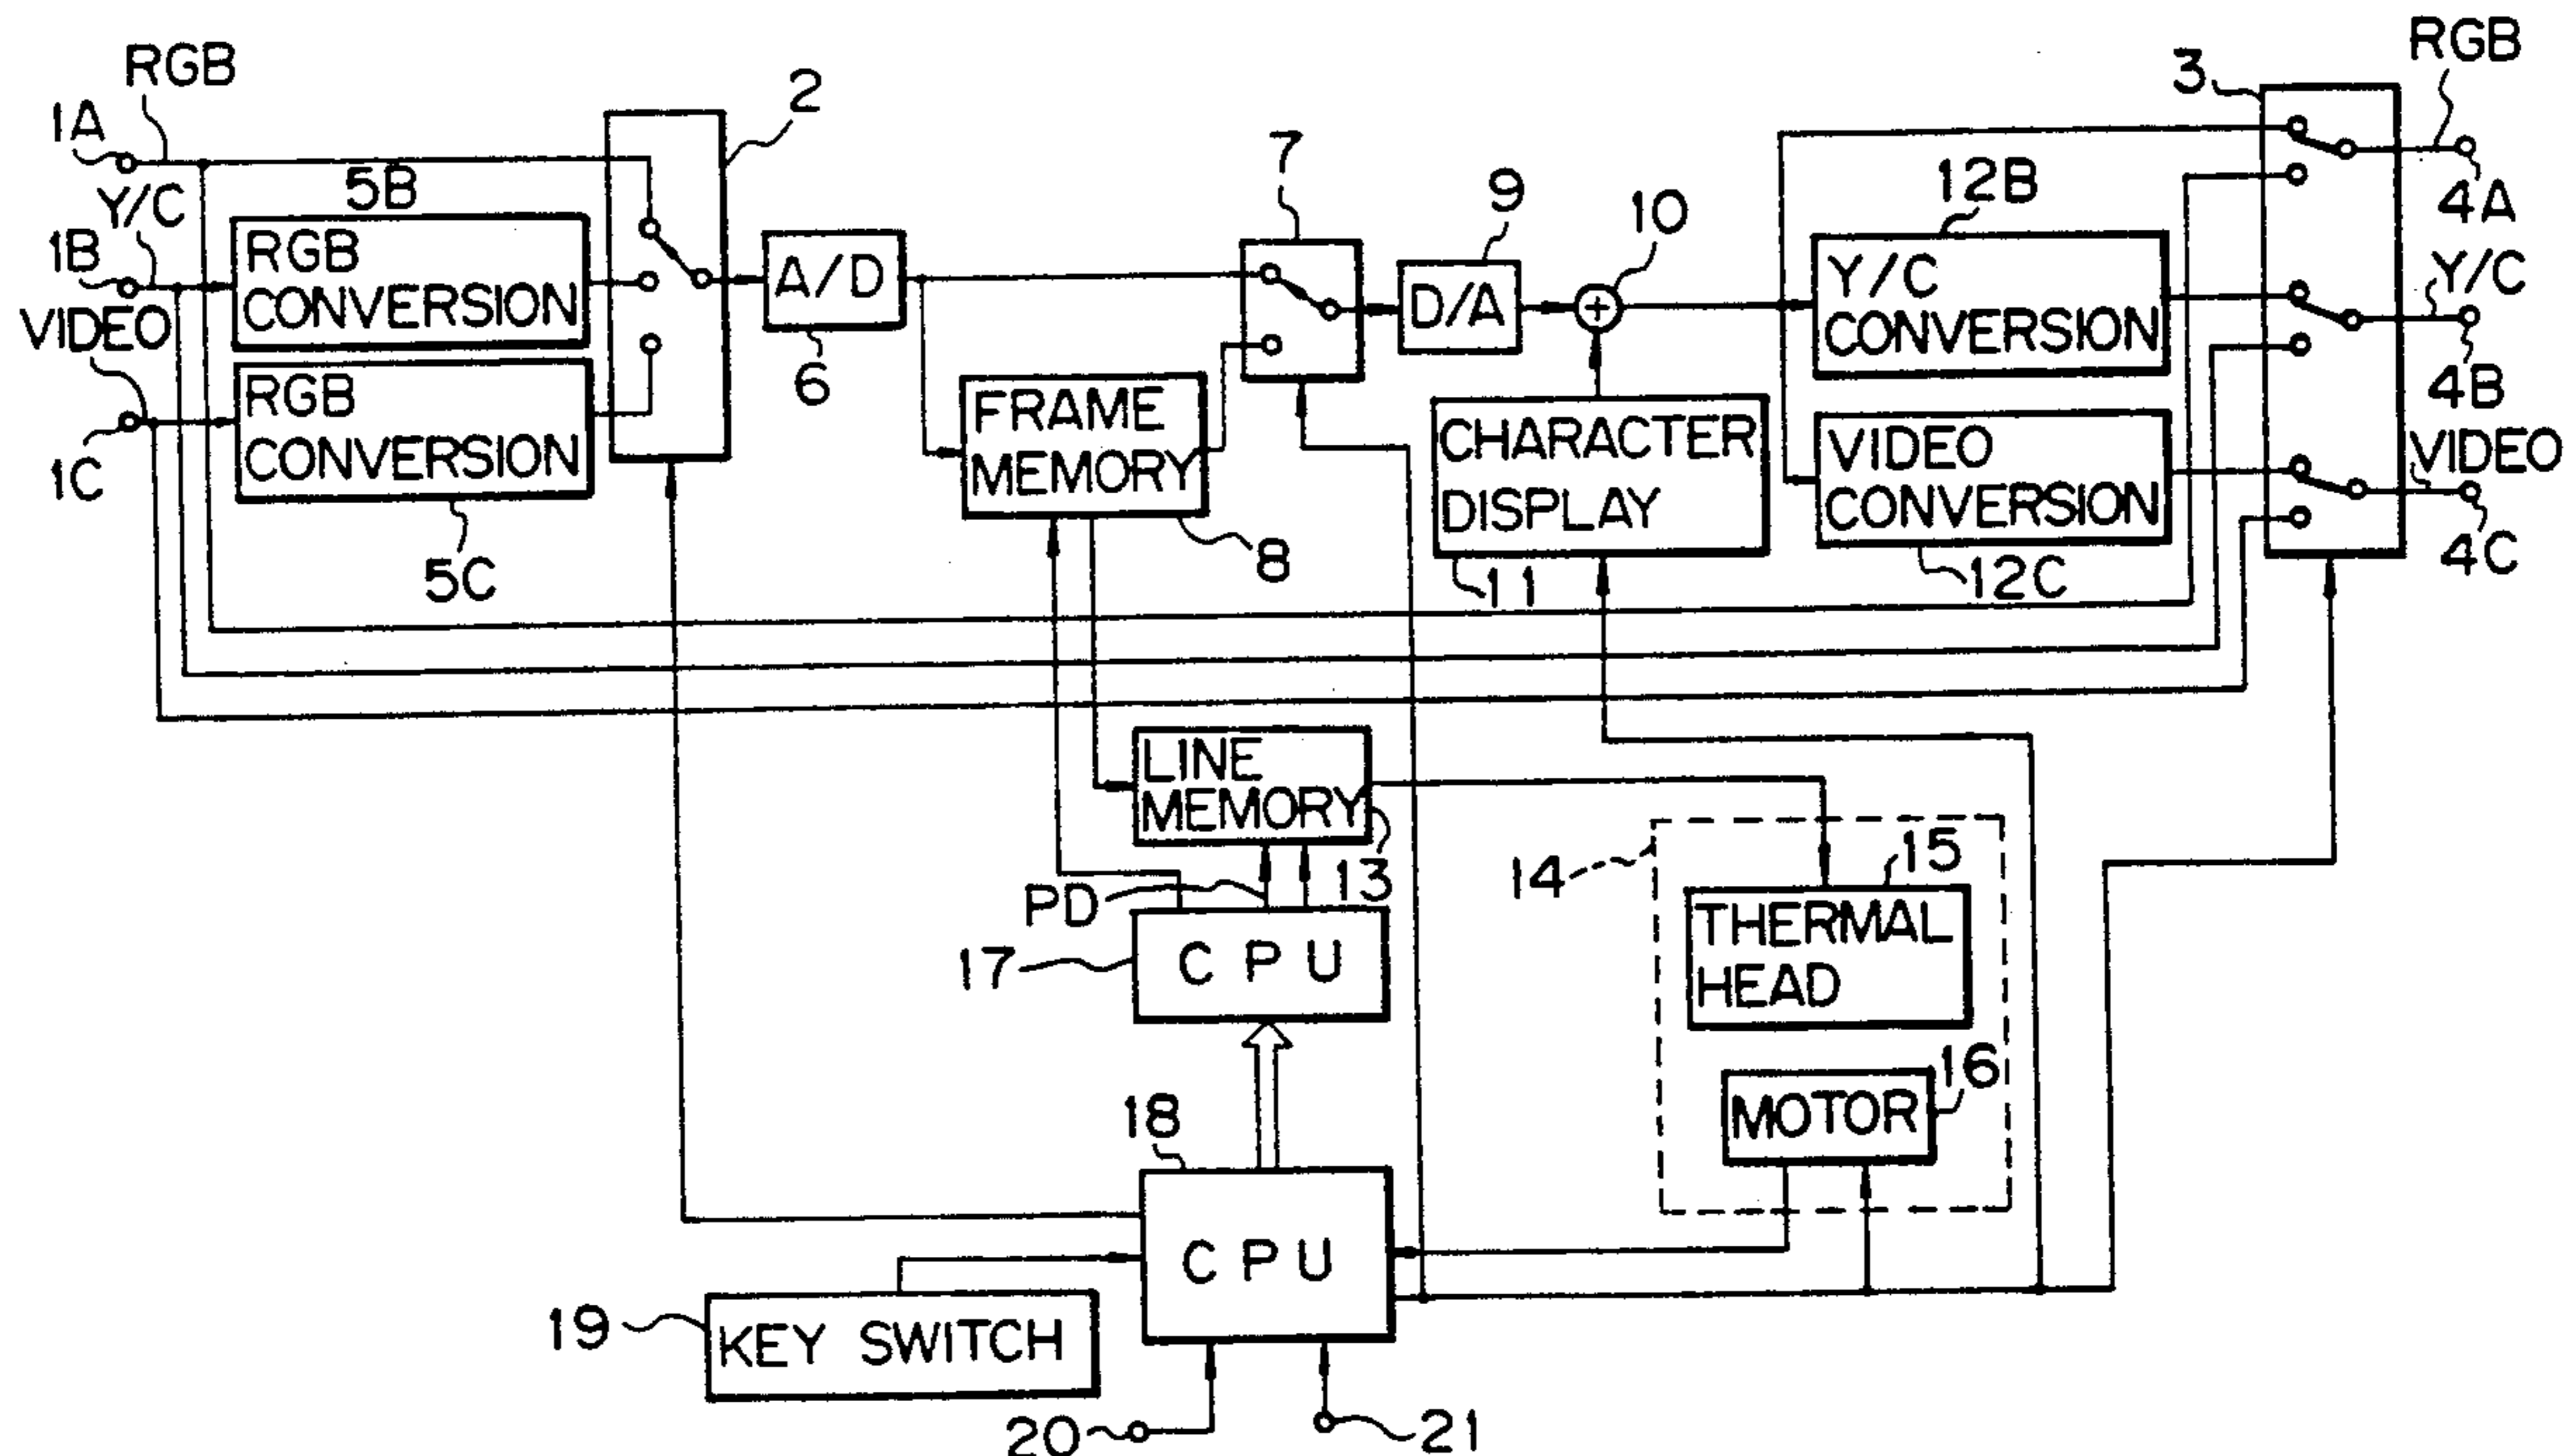 RGB
1A
Y/C
1B
VIDEO
1C
5B
RGB
CONVERSION
RGB
CONVERSION
5C
2
A/D
6
7
FRAME
MEMORY
8
9
D/A
10
+
CHARACTER
DISPLAY
11
12B
Y/C
CONVERSION
VIDEO
CONVERSION
12C
3
RGB
4A
Y/C
4B
VIDEO
4C
LINE
MEMORY
13
PD
17
C P U
14
15
THERMAL
HEAD
16
MOTOR
18
C P U
19
KEY SWITCH
20
21